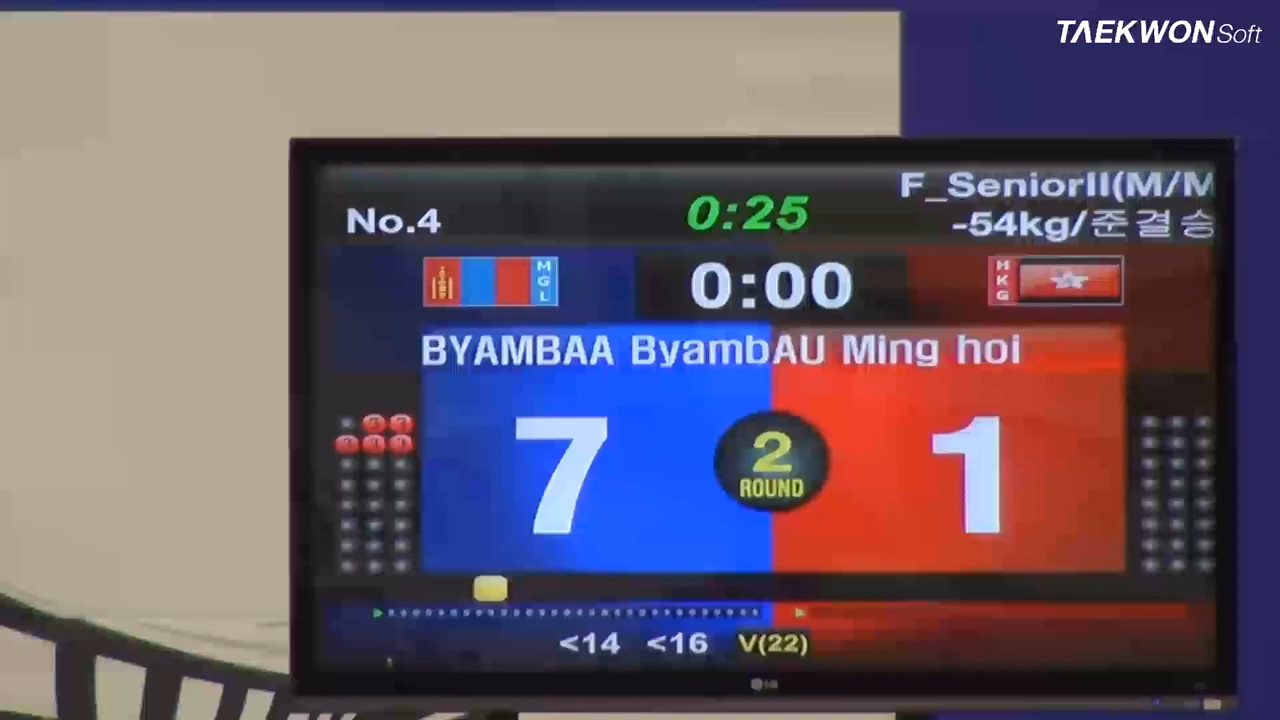 TAEKWONSoft
F_SeniorII(M/M
No.4
0:25
-54kg/준결승
MGL
0:00
HKG
BYAMBAA ByambAU Ming hoi
7
2
ROUND
1
<14 <16 V(22)
LG